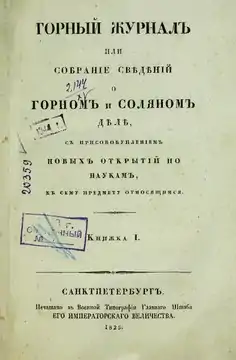 ГОРНЫЙ ЖУРНАЛЪ
ИЛИ
СОБРАНІЕ СВѢДѢНІЙ
О
ГОРНОМЪ и СОЛЯНОМЪ
ДѢЛѢ,
СЪ ПРИСОВОКУПЛЕНІЕМЪ
НОВЫХЪ ОТКРЫТІЙ ПО
НАУКАМЪ,
КЪ СЕМУ ПРЕДМЕТУ ОТНОСЯЩИМСЯ.
20359
Книжка I.
САНКТПЕТЕРБУРГЪ.
Печатано въ Военной Типографіи Главнаго Штаба
ЕГО ИМПЕРАТОРСКАГО ВЕЛИЧЕСТВА.